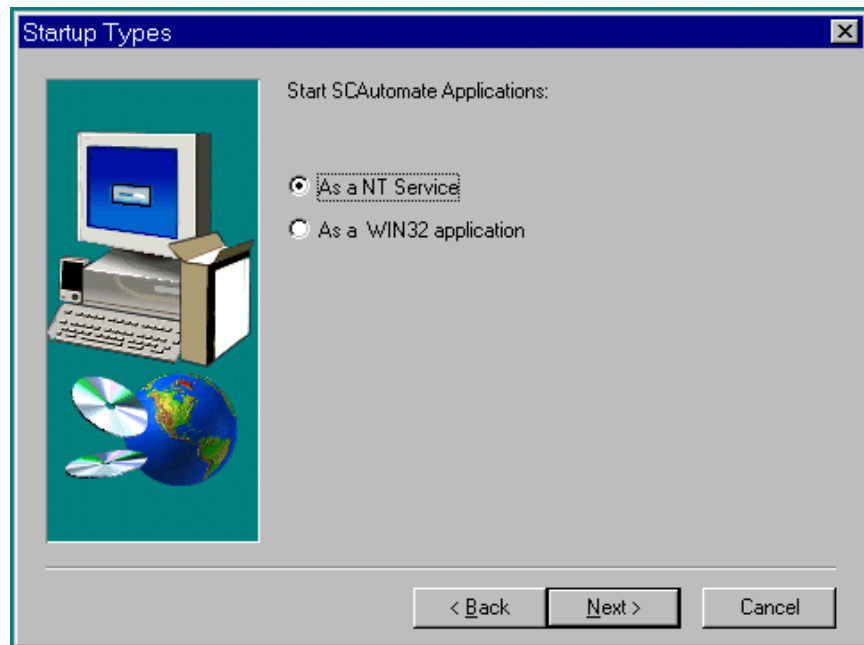 Startup Types
Start SCAutomate Applications:
As a NT Service
As a WIN32 application
< Back
Next >
Cancel